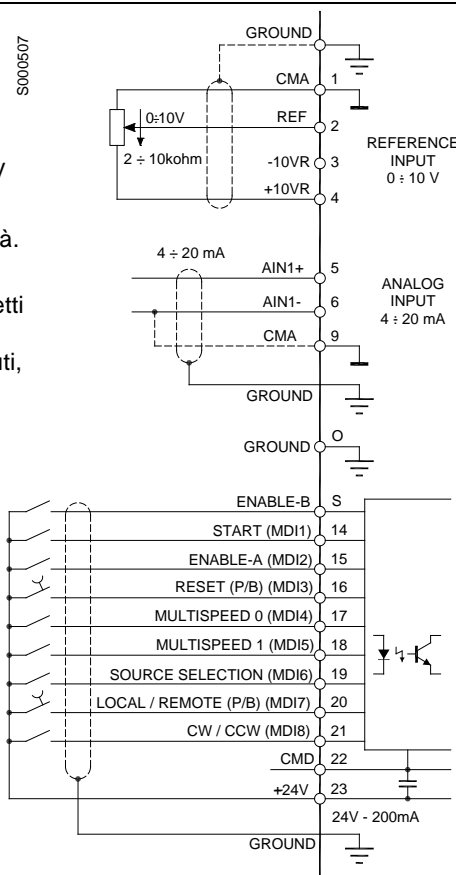 S000507
GROUND
CMA 1
0÷10V
REF 2
2 ÷ 10kohm
-10VR 3
+10VR 4
REFERENCE
INPUT
0 ÷ 10 V
à.
etti
4 ÷ 20 mA
AIN1+ 5
AIN1- 6
CMA 9
ANALOG
INPUT
4 ÷ 20 mA
GROUND
GROUND O
ENABLE-B S
START (MDI1) 14
ENABLE-A (MDI2) 15
RESET (P/B) (MDI3) 16
MULTISPEED 0 (MDI4) 17
MULTISPEED 1 (MDI5) 18
SOURCE SELECTION (MDI6) 19
LOCAL / REMOTE (P/B) (MDI7) 20
CW / CCW (MDI8) 21
CMD 22
+24V 23
24V - 200mA
GROUND